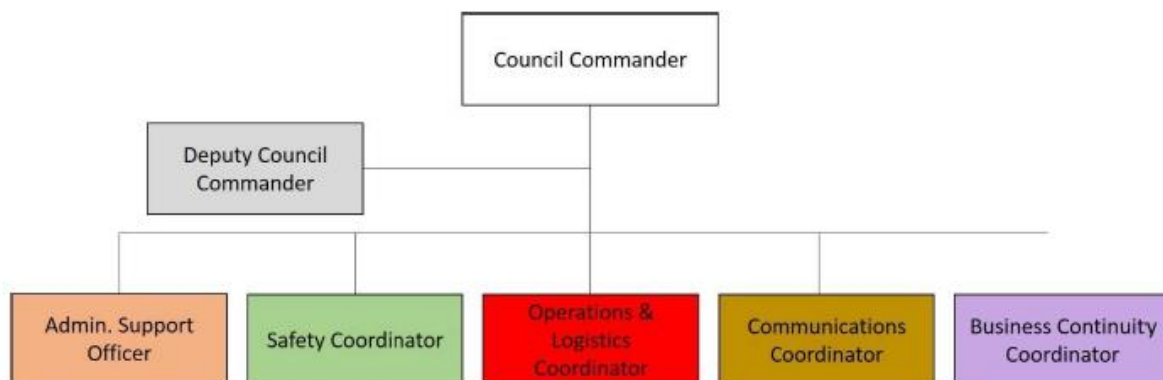 Council Commander
Deputy Council
Commander
Admin. Support
Officer
Safety Coordinator
Operations &
Logistics
Coordinator
Communications
Coordinator
Business Continuity
Coordinator